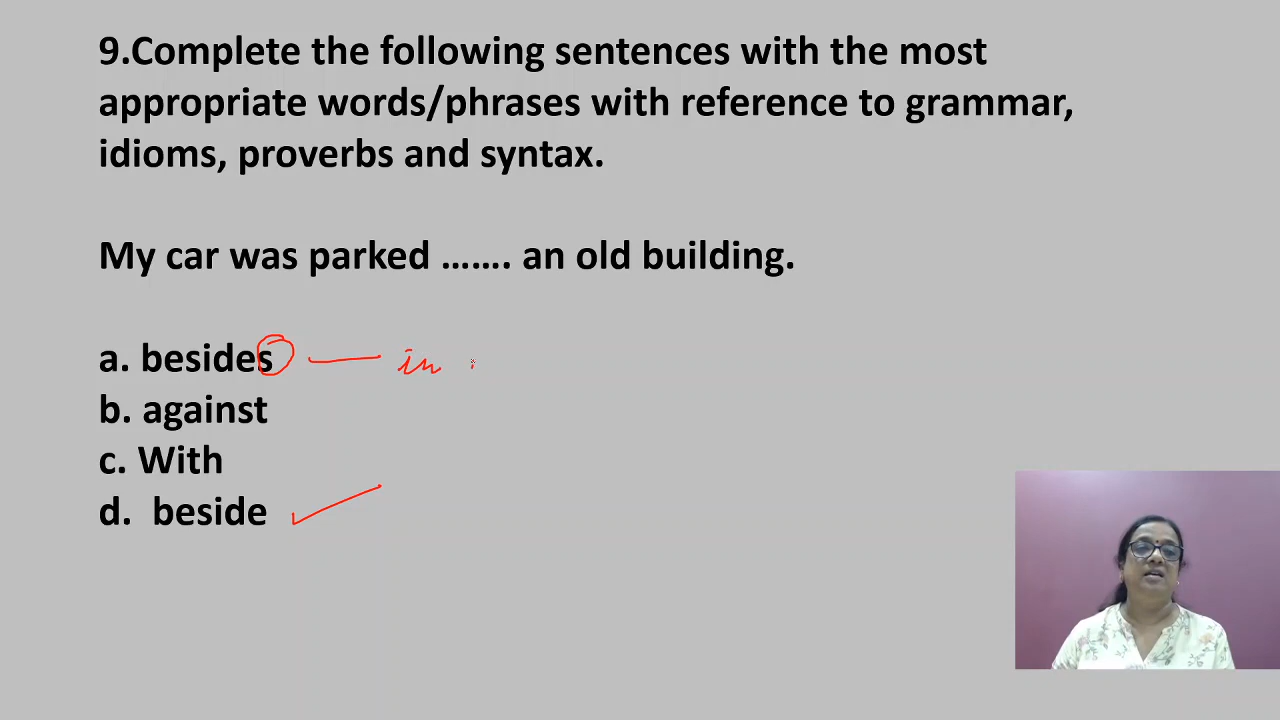 9.Complete the following sentences with the most
appropriate words/phrases with reference to grammar,
idioms, proverbs and syntax.
My car was parked ……. an old building.
a. besides — in
b. against
c. With
d. beside ✓